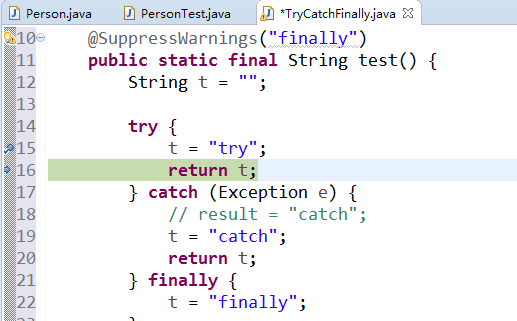 Person.java PersonTest.java *TryCatchFinally.java
10 @SuppressWarnings("finally")
11 public static final String test() {
12 String t = "";
13
14 try {
15 t = "try";
16 return t;
17 } catch (Exception e) {
18 // result = "catch";
19 t = "catch";
20 return t;
21 } finally {
22 t = "finally";